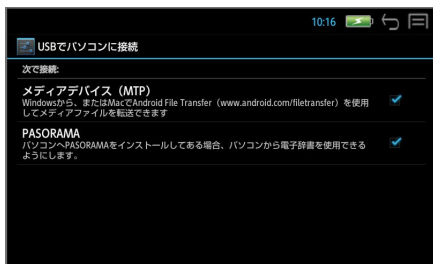 10:16
USBでパソコンに接続
次で接続:
メディアデバイス（MTP）
Windowsから、またはMacでAndroid File Transfer（www.android.com/filetransfer）を使用
してメディアファイルを転送できます
PASORAMA
パソコンへPASORAMAをインストールしてある場合、パソコンから電子辞書を使用できる
ようにします。